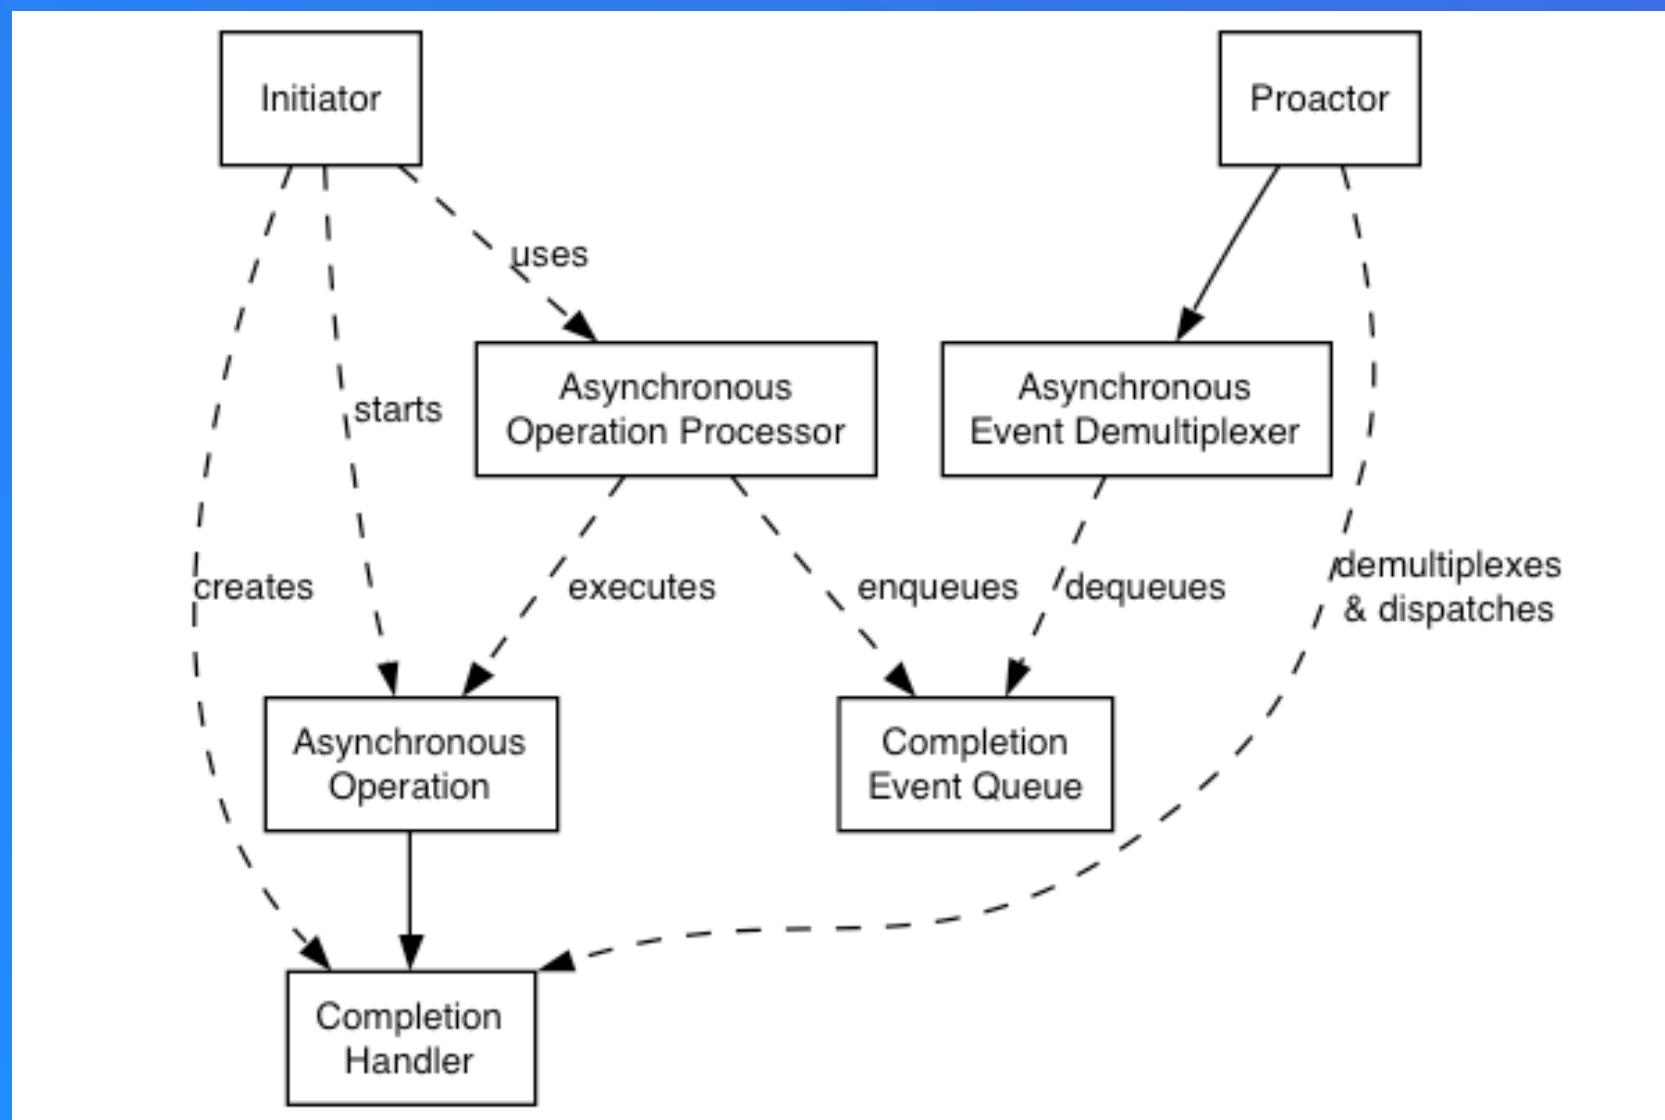 Initiator
Proactor
uses
Asynchronous
Operation Processor
Asynchronous
Event Demultiplexer
starts
creates
executes
enqueues
dequeues
demultiplexes
& dispatches
Asynchronous
Operation
Completion
Event Queue
Completion
Handler